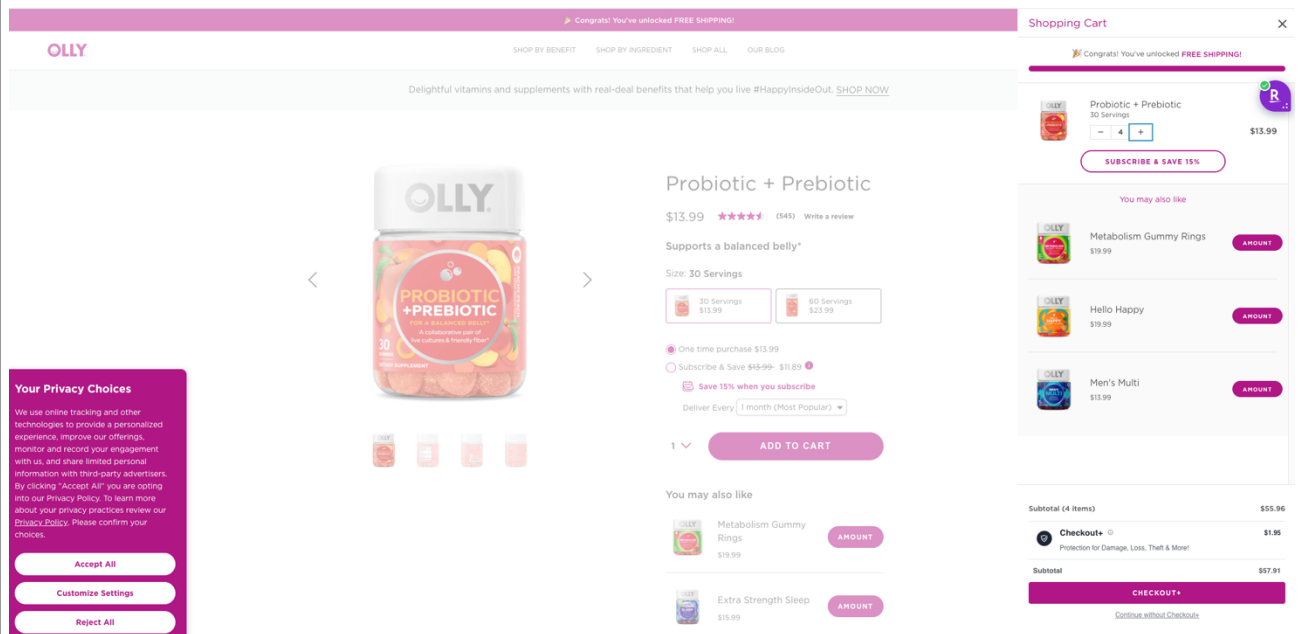 🎉 Congrats! You've unlocked FREE SHIPPING!
OLLY
SHOP BY BENEFIT SHOP BY INGREDIENT SHOP ALL OUR BLOG
Delightful vitamins and supplements with real-deal benefits that help you live #HappyInsideOut. SHOP NOW
OLLY.
PROBIOTIC
+PREBIOTIC
FOR A BALANCED BELLY*
A collaborative pair of
live cultures & friendly fiber*
30
DIETARY SUPPLEMENT
Probiotic + Prebiotic
$13.99 (545) Write a review
Supports a balanced belly*
Size: 30 Servings
30 Servings
$13.99
60 Servings
$23.99
One time purchase $13.99
Subscribe & Save $13.99 $11.89
Save 15% when you subscribe
Deliver Every 1 month (Most Popular)
1 ADD TO CART
You may also like
Metabolism Gummy
Rings
$19.99
AMOUNT
Extra Strength Sleep
$15.99
AMOUNT
Your Privacy Choices
We use online tracking and other
technologies to provide a personalized
experience, improve our offerings,
monitor and record your engagement
with us, and share limited personal
information with third-party advertisers.
By clicking "Accept All" you are opting
into our Privacy Policy. To learn more
about your privacy practices review our
Privacy Policy. Please confirm your
choices.
Accept All
Customize Settings
Reject All
Shopping Cart
🎉 Congrats! You've unlocked FREE SHIPPING!
OLLY
Probiotic + Prebiotic
30 Servings
− 4 +
$13.99
SUBSCRIBE & SAVE 15%
You may also like
OLLY
Metabolism Gummy Rings
$19.99
AMOUNT
OLLY
Hello Happy
$19.99
AMOUNT
OLLY
Men's Multi
$13.99
AMOUNT
Subtotal (4 items) $55.96
Checkout+ $1.95
Protection for Damage, Loss, Theft & More!
Subtotal $57.91
CHECKOUT+
Continue without Checkout+